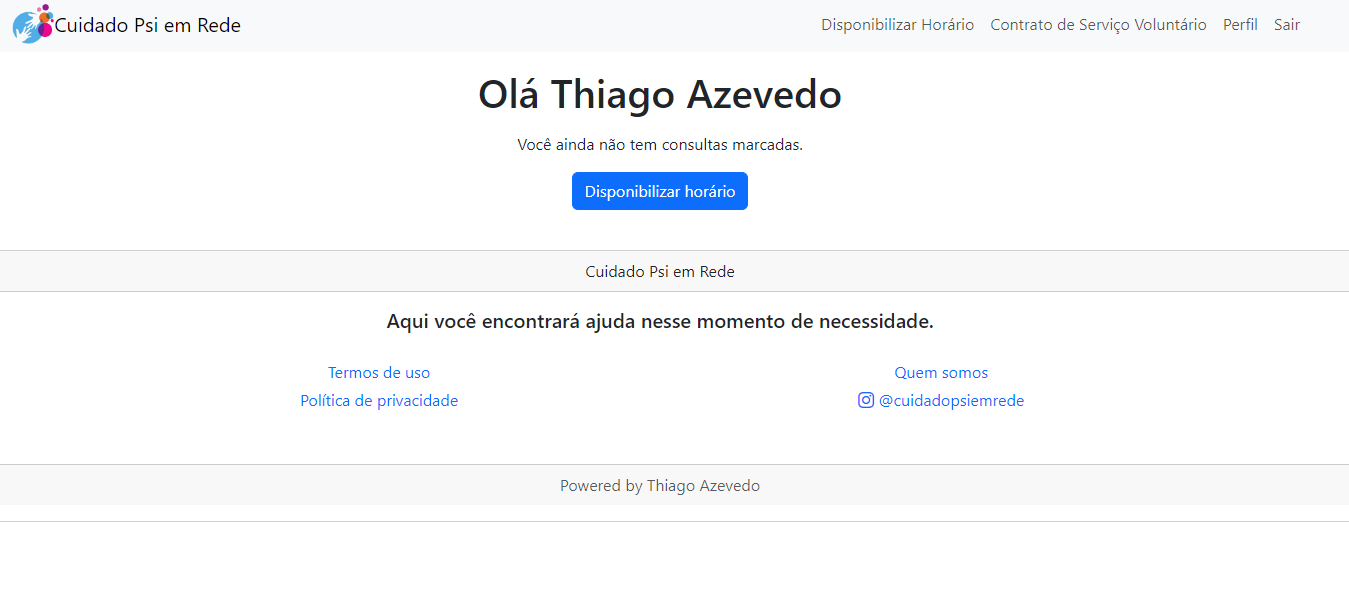 Cuidado Psi em Rede
Disponibilizar Horário Contrato de Serviço Voluntário Perfil Sair
Olá Thiago Azevedo
Você ainda não tem consultas marcadas.
Disponibilizar horário
Cuidado Psi em Rede
Aqui você encontrará ajuda nesse momento de necessidade.
Termos de uso
Política de privacidade
Quem somos
@cuidadopsiemrede
Powered by Thiago Azevedo